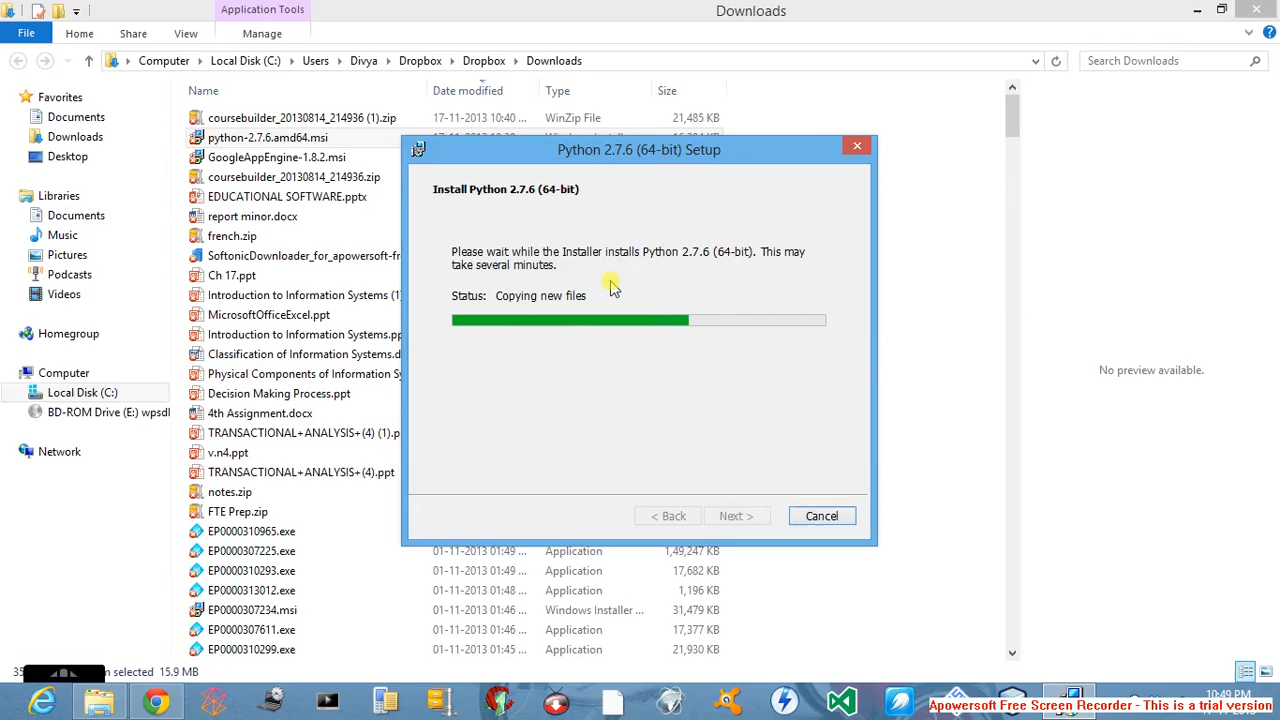 Application Tools
Downloads
File
Home
Share
View
Manage
Computer
Local Disk (C:)
Users
Divya
Dropbox
Dropbox
Downloads
Search Downloads
Favorites
Documents
Downloads
Desktop
Libraries
Documents
Music
Pictures
Podcasts
Videos
Homegroup
Computer
Local Disk (C:)
BD-ROM Drive (E:) wpsdl
Network
Name
Date modified
Type
Size
coursebuilder_20130814_214936 (1).zip
17-11-2013 10:40 ...
WinZip File
21,485 KB
python-2.7.6.amd64.msi
GoogleAppEngine-1.8.2.msi
coursebuilder_20130814_214936.zip
EDUCATIONAL SOFTWARE.pptx
report minor.docx
french.zip
SoftonicDownloader_for_apowersoft-fr
Ch 17.ppt
Introduction to Information Systems (1)
MicrosoftOfficeExcel.ppt
Introduction to Information Systems.pp
Classification of Information Systems.d
Physical Components of Information Sy
Decision Making Process.ppt
4th Assignment.docx
TRANSACTIONAL+ANALYSIS+(4) (1).p
v.n4.ppt
TRANSACTIONAL+ANALYSIS+(4).ppt
notes.zip
FTE Prep.zip
EP0000310965.exe
EP0000307225.exe
01-11-2013 01:49 ...
Application
1,49,247 KB
EP0000310293.exe
01-11-2013 01:49 ...
Application
17,682 KB
EP0000313012.exe
01-11-2013 01:48 ...
Application
1,196 KB
EP0000307234.msi
01-11-2013 01:46 ...
Windows Installer ...
31,479 KB
EP0000307611.exe
01-11-2013 01:46 ...
Application
17,377 KB
EP0000310299.exe
01-11-2013 01:45 ...
Application
21,930 KB
Python 2.7.6 (64-bit) Setup
Install Python 2.7.6 (64-bit)
Please wait while the Installer installs Python 2.7.6 (64-bit). This may
take several minutes.
Status: Copying new files
< Back
Next >
Cancel
No preview available.
selected 15.9 MB
10:49 PM
Apowersoft Free Screen Recorder - This is a trial version